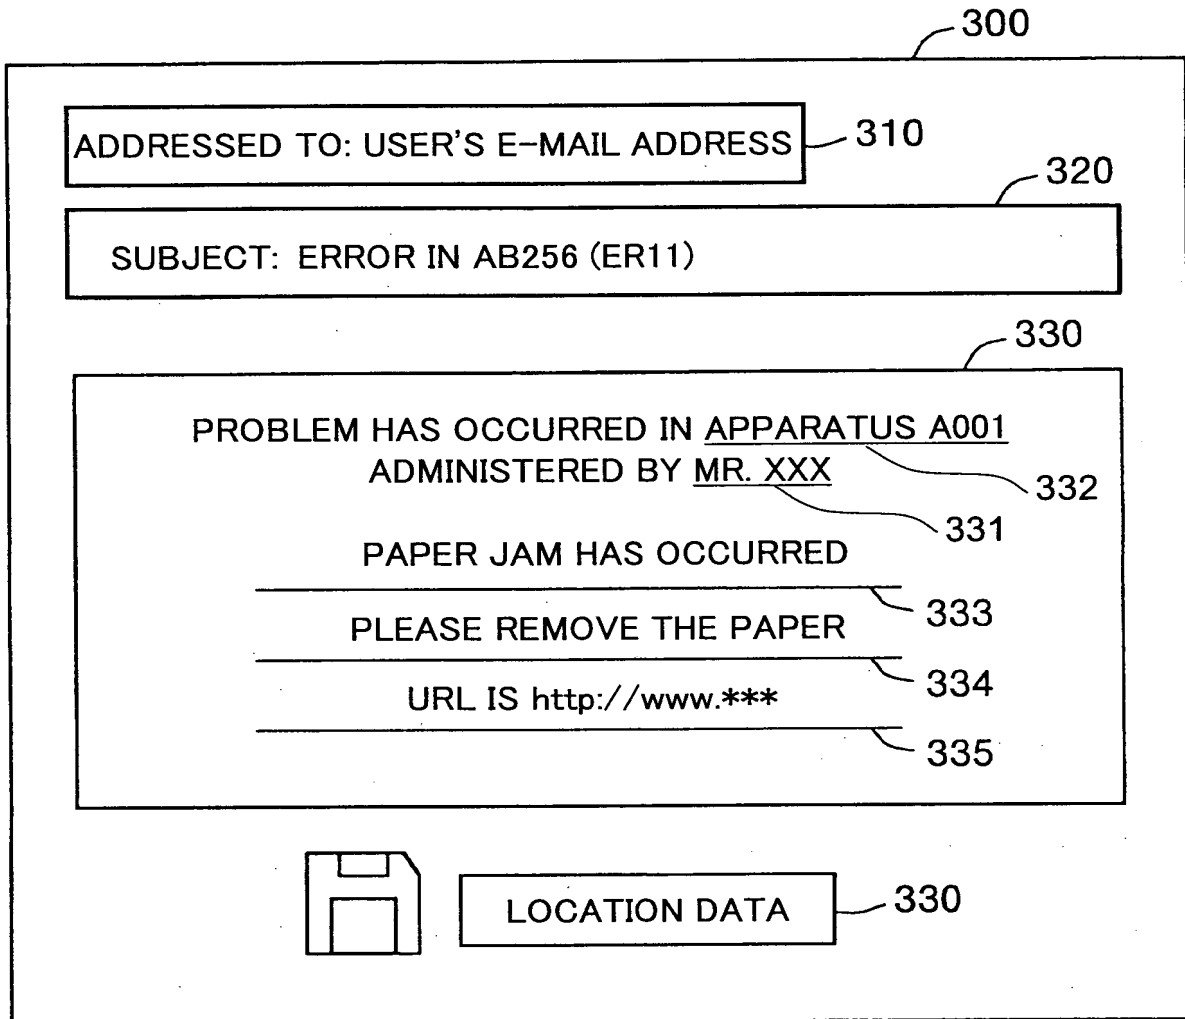 300
ADDRESSED TO: USER'S E-MAIL ADDRESS
310
320
SUBJECT: ERROR IN AB256 (ER11)
330
PROBLEM HAS OCCURRED IN APPARATUS A001
ADMINISTERED BY MR. XXX
332
331
PAPER JAM HAS OCCURRED
333
PLEASE REMOVE THE PAPER
334
URL IS http://www.***
335
LOCATION DATA
330